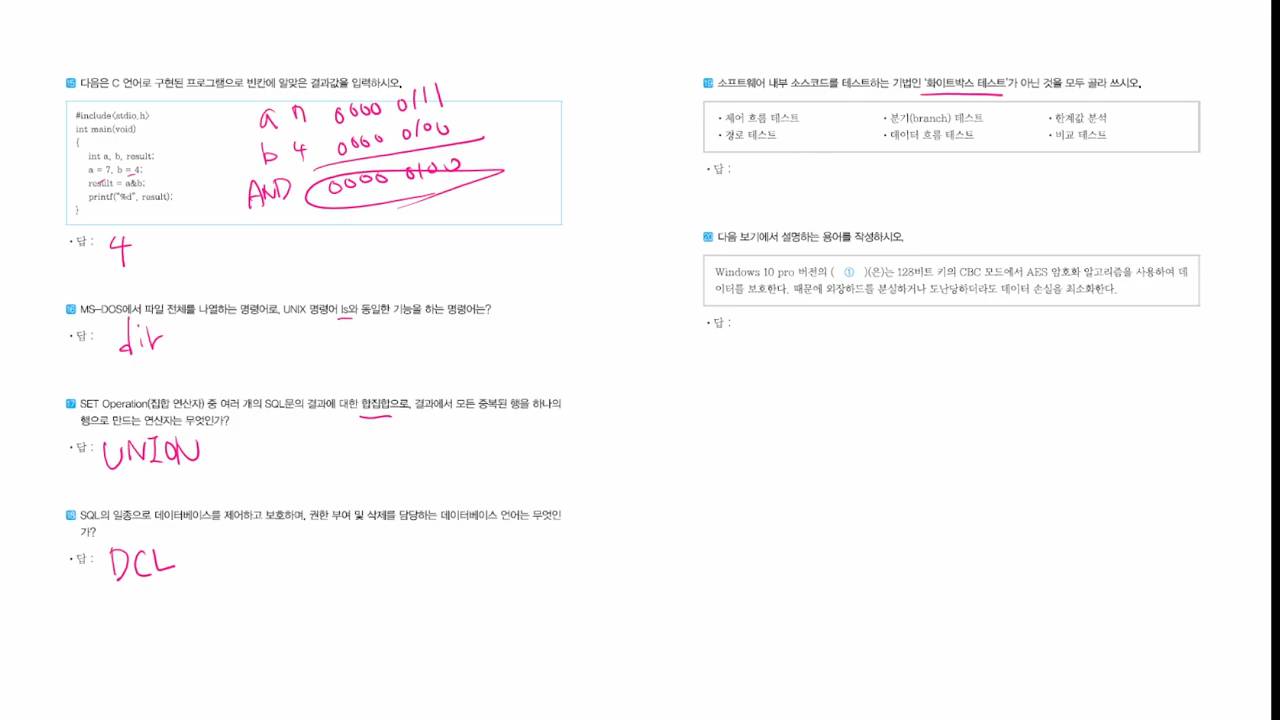 15 다음은 C 언어로 구현된 프로그램으로 빈칸에 알맞은 결과값을 입력하시오.
#include<stdio.h>
int main(void)
{
int a, b, result;
a = 7, b = 4;
result = a&b;
printf("%d", result);
}
a 7 0000 0111
b 4 0000 0100
AND 0000 0100
• 답 : 4
16 MS-DOS에서 파일 전체를 나열하는 명령어로, UNIX 명령어 ls와 동일한 기능을 하는 명령어는?
• 답 : dir
17 SET Operation(집합 연산자) 중 여러 개의 SQL문의 결과에 대한 합집합으로, 결과에서 모든 중복된 행을 하나의
행으로 만드는 연산자는 무엇인가?
• 답 : UNION
18 SQL의 일종으로 데이터베이스를 제어하고 보호하며, 권한 부여 및 삭제를 담당하는 데이터베이스 언어는 무엇인
가?
• 답 : DCL
19 소프트웨어 내부 소스코드를 테스트하는 기법인 '화이트박스 테스트'가 아닌 것을 모두 골라 쓰시오.
• 제어 흐름 테스트 • 분기(branch) 테스트 • 한계값 분석
• 경로 테스트 • 데이터 흐름 테스트 • 비교 테스트
• 답 :
20 다음 보기에서 설명하는 용어를 작성하시오.
Windows 10 pro 버전의 ( ① )(은)는 128비트 키의 CBC 모드에서 AES 암호화 알고리즘을 사용하여 데
이터를 보호한다. 때문에 외장하드를 분실하거나 도난당하더라도 데이터 손실을 최소화한다.
• 답 :